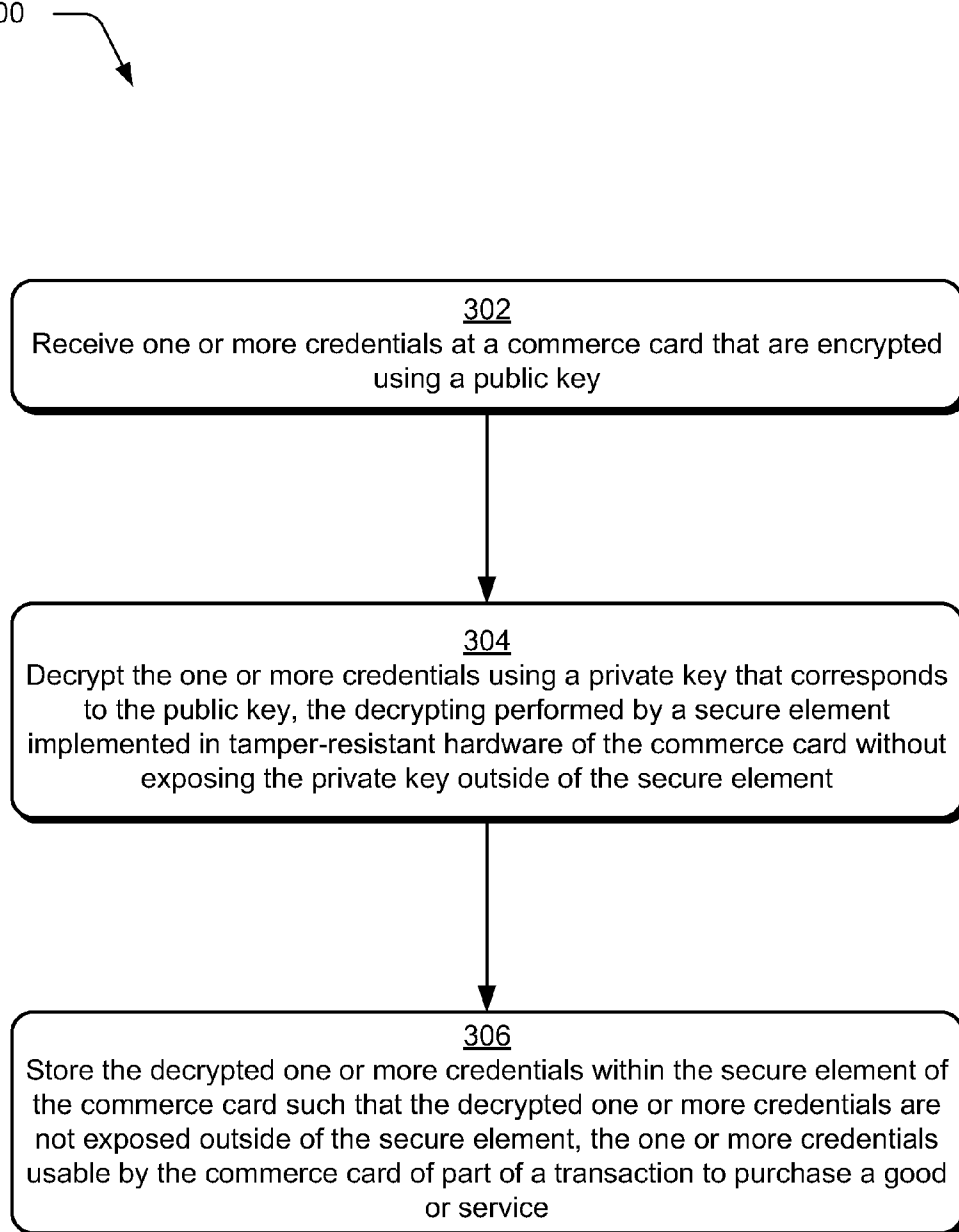 00
302
Receive one or more credentials at a commerce card that are encrypted
using a public key
304
Decrypt the one or more credentials using a private key that corresponds
to the public key, the decrypting performed by a secure element
implemented in tamper-resistant hardware of the commerce card without
exposing the private key outside of the secure element
306
Store the decrypted one or more credentials within the secure element of
the commerce card such that the decrypted one or more credentials are
not exposed outside of the secure element, the one or more credentials
usable by the commerce card of part of a transaction to purchase a good
or service